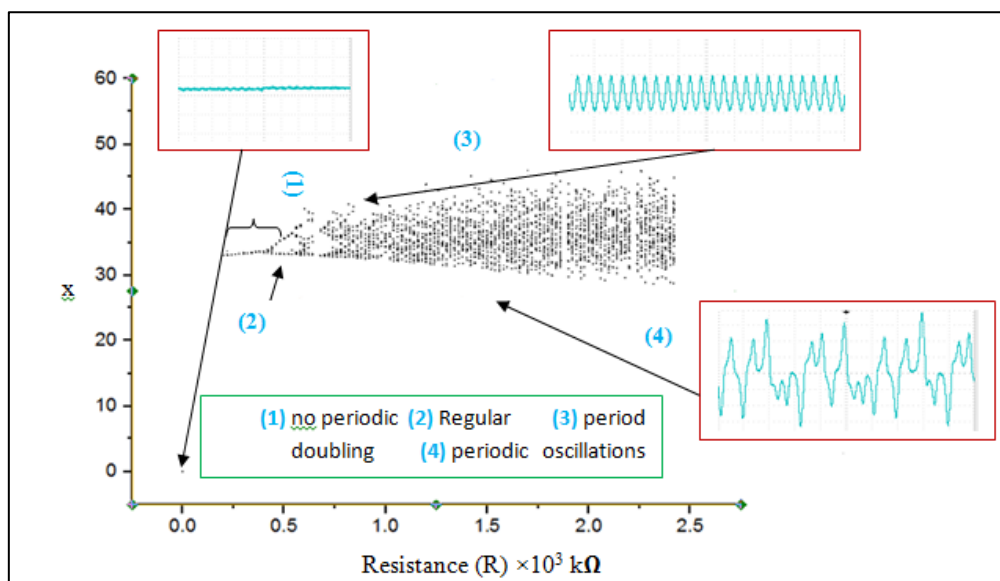 60
50
(3)
(1)
40
30
x
(2)
20
(4)
10
(1) no periodic (2) Regular (3) period
doubling (4) periodic oscillations
0
0.0 0.5 1.0 1.5 2.0 2.5
Resistance (R) ×10³ kΩ